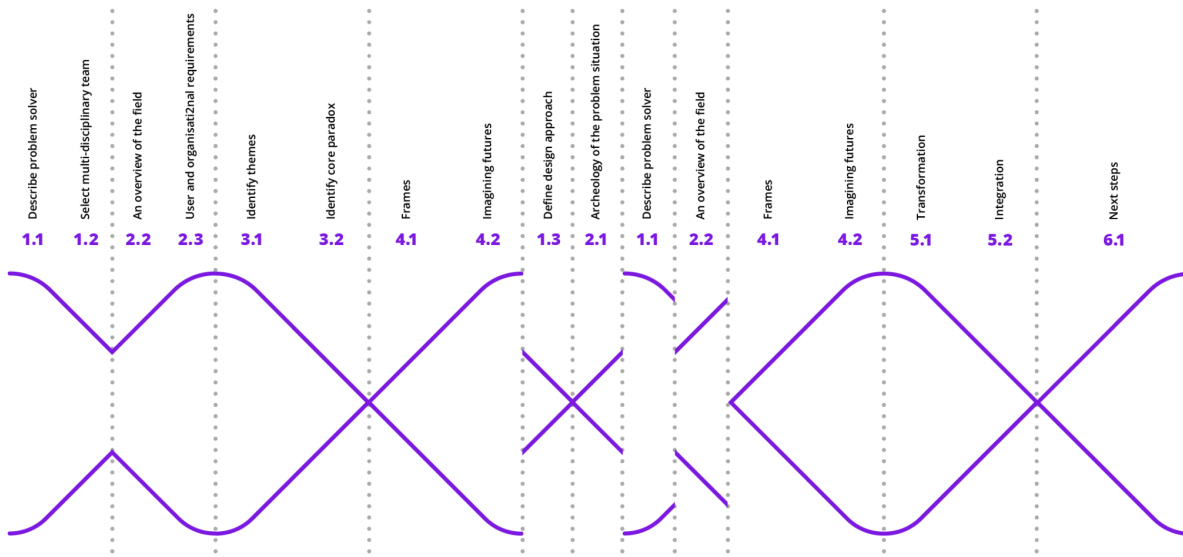 Describe problem solver
Select multi-disciplinary team
An overview of the field
User and organisati2nal requirements
Identify themes
Identify core paradox
Frames
Imagining futures
Define design approach
Archeology of the problem situation
Describe problem solver
An overview of the field
Frames
Imagining futures
Transformation
Integration
Next steps
1.1 1.2 2.2 2.3 3.1 3.2 4.1 4.2 1.3 2.1 1.1 2.2 4.1 4.2 5.1 5.2 6.1